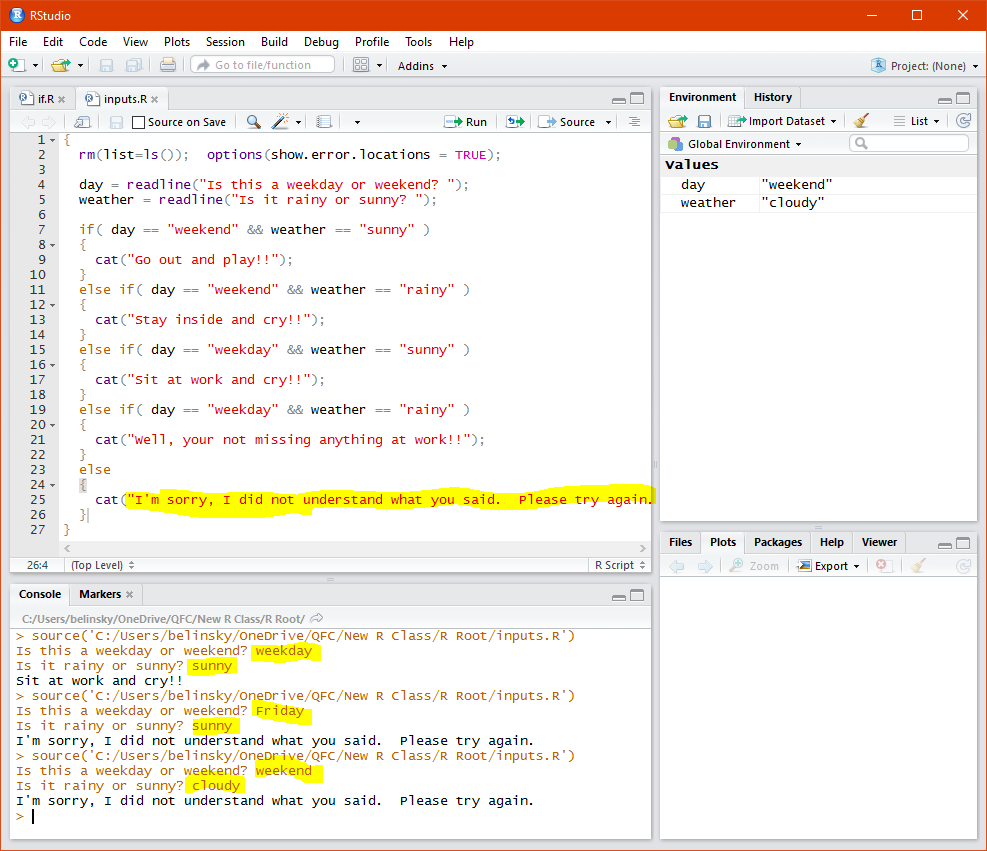 RStudio
File Edit Code View Plots Session Build Debug Profile Tools Help
Go to file/function Addins Project: (None)
if.R inputs.R
Source on Save Run Source
1 {
2 rm(list=ls()); options(show.error.locations = TRUE);
3
4 day = readline("Is this a weekday or weekend? ");
5 weather = readline("Is it rainy or sunny? ");
6
7 if( day == "weekend" && weather == "sunny" )
8 {
9 cat("Go out and play!!");
10 }
11 else if( day == "weekend" && weather == "rainy" )
12 {
13 cat("Stay inside and cry!!");
14 }
15 else if( day == "weekday" && weather == "sunny" )
16 {
17 cat("Sit at work and cry!!");
18 }
19 else if( day == "weekday" && weather == "rainy" )
20 {
21 cat("Well, your not missing anything at work!!");
22 }
23 else
24 {
25 cat("I'm sorry, I did not understand what you said.  Please try again.
26 }
27 }
26:4 (Top Level) R Script
Console Markers
C:/Users/belinsky/OneDrive/QFC/New R Class/R Root/
> source('C:/Users/belinsky/OneDrive/QFC/New R Class/R Root/inputs.R')
Is this a weekday or weekend? weekday
Is it rainy or sunny? sunny
Sit at work and cry!!
> source('C:/Users/belinsky/OneDrive/QFC/New R Class/R Root/inputs.R')
Is this a weekday or weekend? Friday
Is it rainy or sunny? sunny
I'm sorry, I did not understand what you said.  Please try again.
> source('C:/Users/belinsky/OneDrive/QFC/New R Class/R Root/inputs.R')
Is this a weekday or weekend? weekend
Is it rainy or sunny? cloudy
I'm sorry, I did not understand what you said.  Please try again.
>
Environment History
Import Dataset List
Global Environment
Values
day "weekend"
weather "cloudy"
Files Plots Packages Help Viewer
Zoom Export